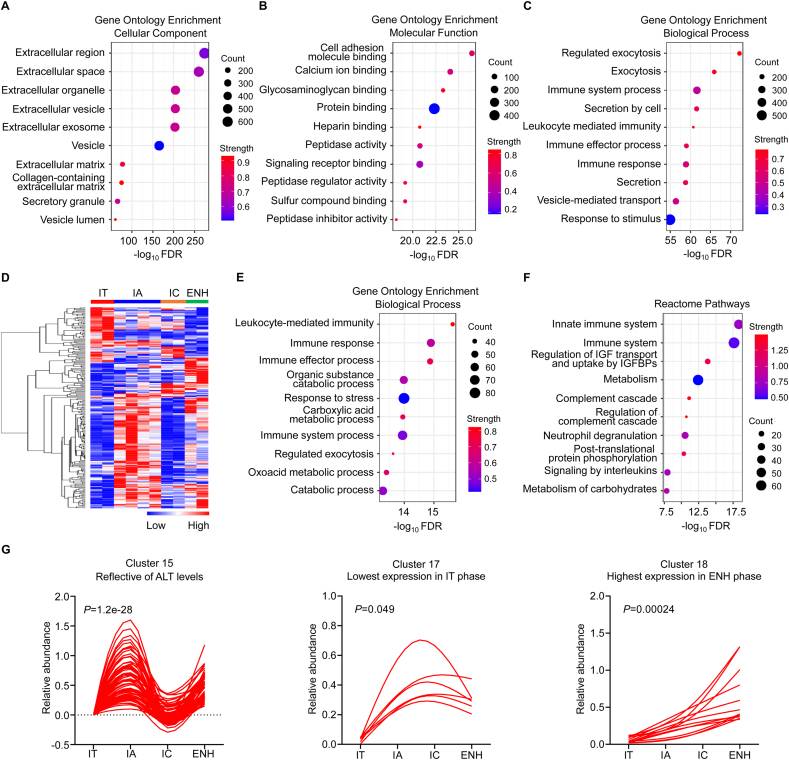 A
Gene Ontology Enrichment
Cellular Component
Extracellular region
Extracellular space
Extracellular organelle
Extracellular vesicle
Extracellular exosome
Vesicle
Extracellular matrix
Collagen-containing
extracellular matrix
Secretory granule
Vesicle lumen
100 150 200 250
-log10 FDR
Count
200
300
400
500
600
Strength
0.9
0.8
0.7
0.6
B
Gene Ontology Enrichment
Molecular Function
Cell adhesion
molecule binding
Calcium ion binding
Glycosaminoglycan binding
Protein binding
Heparin binding
Peptidase activity
Signaling receptor binding
Peptidase regulator activity
Sulfur compound binding
Peptidase inhibitor activity
20.0 22.5 25.0
-log10 FDR
Count
100
200
300
400
Strength
0.8
0.6
0.4
0.2
C
Gene Ontology Enrichment
Biological Process
Regulated exocytosis
Exocytosis
Immune system process
Secretion by cell
Leukocyte mediated immunity
Immune effector process
Immune response
Secretion
Vesicle-mediated transport
Response to stimulus
55 60 65 70
-log10 FDR
Count
200
300
400
500
Strength
0.8
0.7
0.6
0.5
0.4
0.3
D
IT IA IC ENH
Low High
E
Gene Ontology Enrichment
Biological Process
Leukocyte-mediated immunity
Immune response
Immune effector process
Organic substance
catabolic process
Response to stress
Carboxylic acid
metabolic process
Immune system process
Regulated exocytosis
Oxoacid metabolic process
Catabolic process
14 15
-log10 FDR
Count
40
50
60
70
80
Strength
0.8
0.7
0.6
0.5
F
Reactome Pathways
Innate immune system
Immune system
Regulation of IGF transport
and uptake by IGFBPs
Metabolism
Complement cascade
Regulation of
complement cascade
Neutrophil degranulation
Post-translational
protein phosphorylation
Signaling by interleukins
Metabolism of carbohydrates
7.5 12.5 17.5
-log10 FDR
Strength
1.25
1.00
0.75
0.50
Count
20
30
40
50
60
G
Cluster 15
Reflective of ALT levels
P=1.2e-28
Relative abundance
2.0
1.5
1.0
0.5
0.0
-0.5
IT IA IC ENH
Cluster 17
Lowest expression in IT phase
P=0.049
Relative abundance
1.0
0.8
0.6
0.4
0.2
0.0
IT IA IC ENH
Cluster 18
Highest expression in ENH phase
P=0.00024
Relative abundance
2.0
1.5
1.0
0.5
0.0
IT IA IC ENH